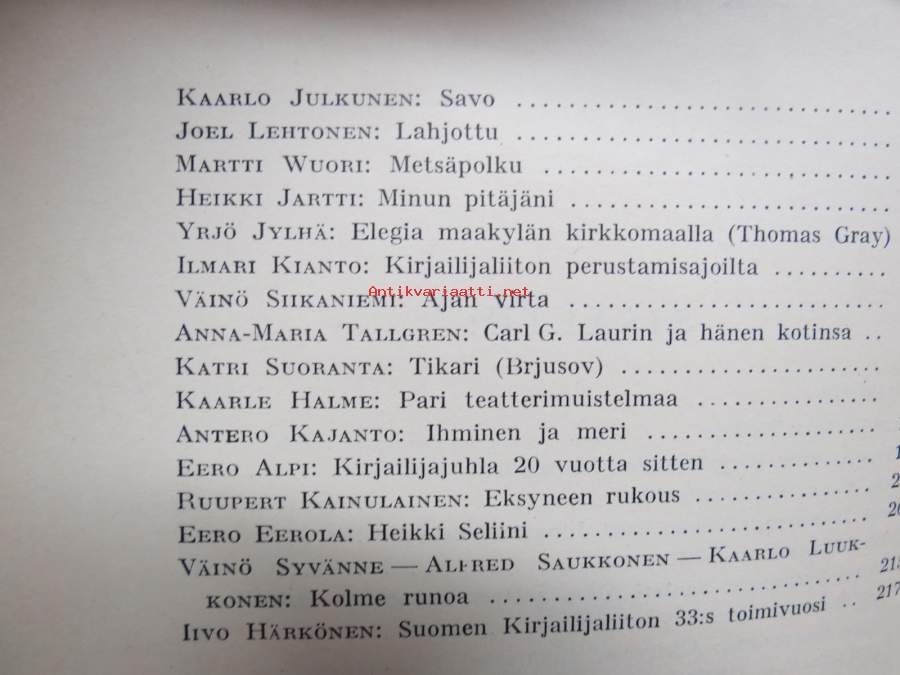 KAARLO JULKUNEN: Savo ..............................
JOEL LEHTONEN: Lahjottu ..............................
MARTTI WUORI: Metsäpolku ..........................
HEIKKI JARTTI: Minun pitäjäni ........................
YRJÖ JYLHÄ: Elegia maakylän kirkkomaalla (Thomas Gray)
ILMARI KIANTO: Kirjailijaliiton perustamisajoilta .........
Antikvariaatti.net
VÄINÖ SIIKANIEMI: Ajan virta ........................
ANNA-MARIA TALLGREN: Carl G. Laurin ja hänen kotinsa ..
KATRI SUORANTA: Tikari (Brjusov) ....................
KAARLE HALME: Pari teatterimuistelmaa ..............
ANTERO KAJANTO: Ihminen ja meri ..................
EERO ALPI: Kirjailijajuhla 20 vuotta sitten ............
RUUPERT KAINULAINEN: Eksyneen rukous ..............
EERO EEROLA: Heikki Seliini ..........................
VÄINÖ SYVÄNNE — ALFRED SAUKKONEN — KAARLO LUUK-
KONEN: Kolme runoa .............................. 215
IIVO HÄRKÖNEN: Suomen Kirjailijaliiton 33:s toimivuosi .. 217